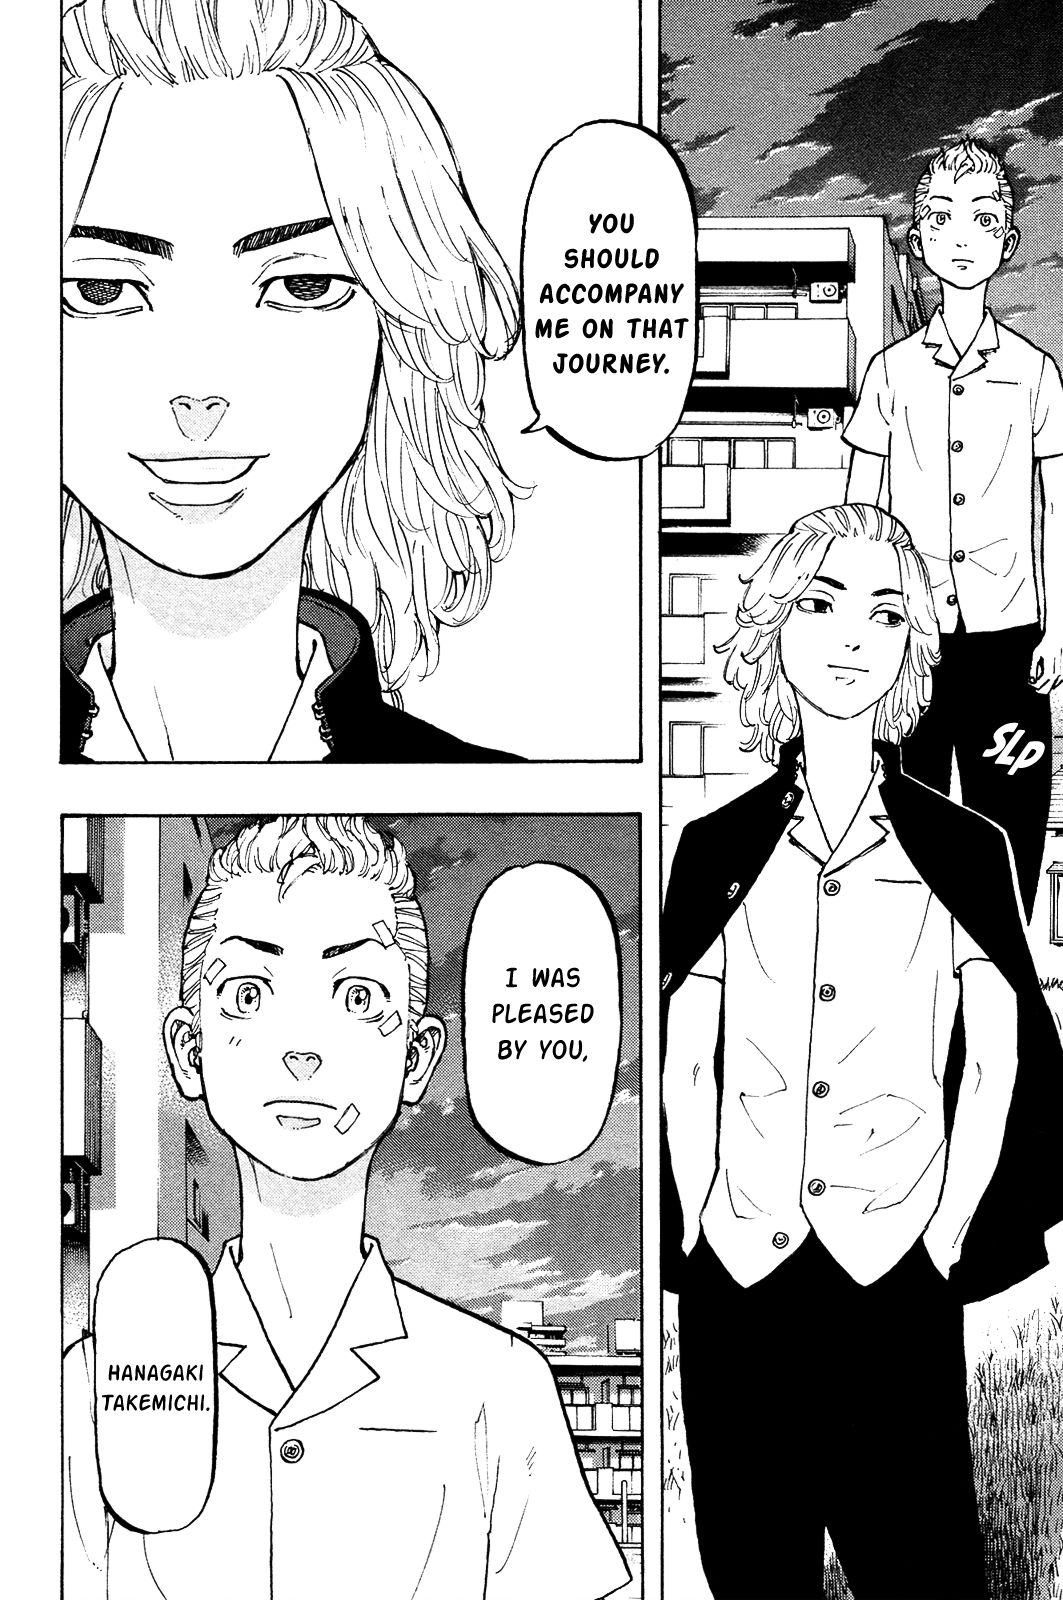 SLP
YOU
SHOULD
ACCOMPANY
ME ON THAT
JOURNEY.
I WAS
PLEASED
BY YOU,
HANAGAKI
TAKEMICHI.